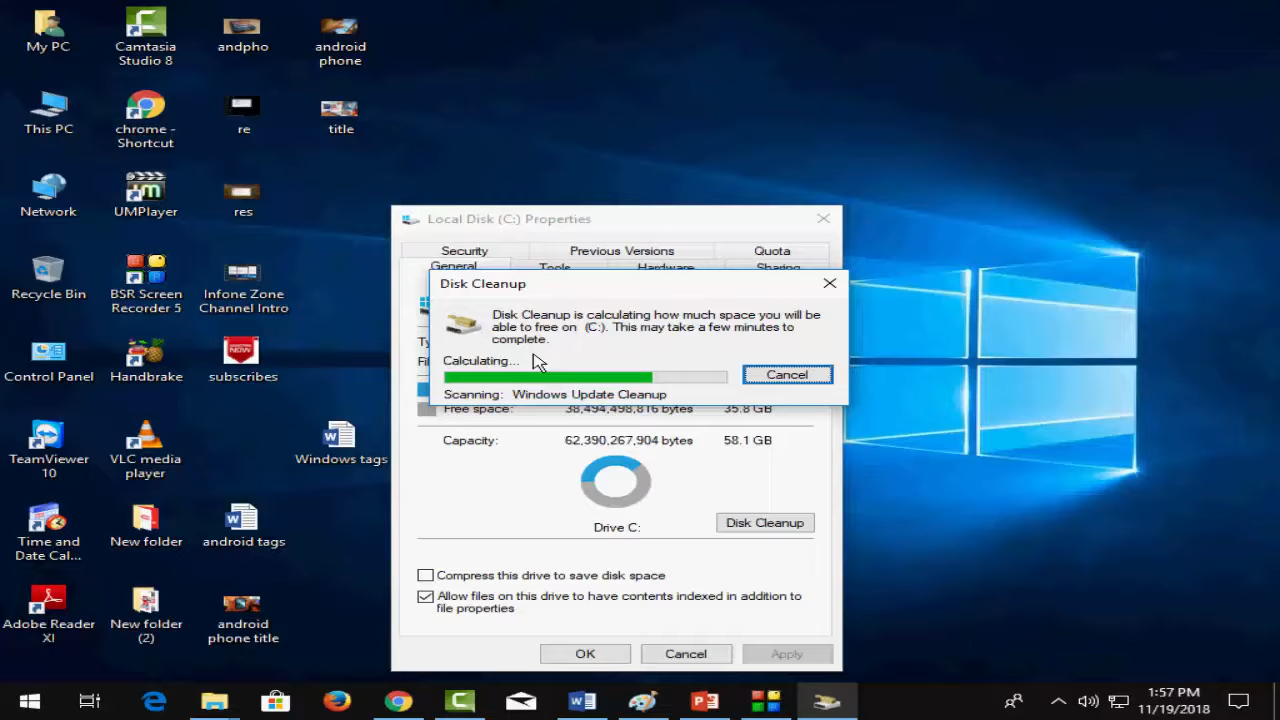 My PC
Camtasia
Studio 8
andpho
android
phone
This PC
chrome -
Shortcut
re
title
Network
UMPlayer
res
Recycle Bin
BSR Screen
Recorder 5
Infone Zone
Channel Intro
Control Panel
Handbrake
subscribes
TeamViewer
10
VLC media
player
Windows tags
Time and
Date Cal...
New folder
android tags
Adobe Reader
XI
New folder
(2)
android
phone title
Local Disk (C:) Properties
Security
Previous Versions
Quota
General
Tools
Hardware
Sharing
Disk Cleanup
Disk Cleanup is calculating how much space you will be
able to free on (C:). This may take a few minutes to
complete.
Calculating...
Cancel
Scanning: Windows Update Cleanup
Free space: 38,494,498,816 bytes 35.8 GB
Capacity: 62,390,267,904 bytes 58.1 GB
Drive C:
Disk Cleanup
Compress this drive to save disk space
Allow files on this drive to have contents indexed in addition to
file properties
OK
Cancel
Apply
1:57 PM
11/19/2018